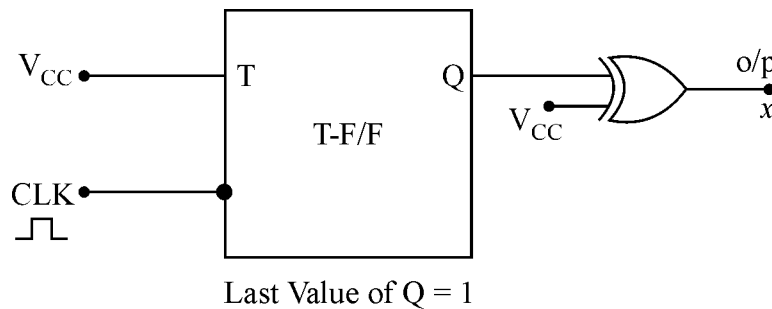 V_CC
T
Q
o/p
x
V_CC
T-F/F
CLK
Last Value of Q = 1